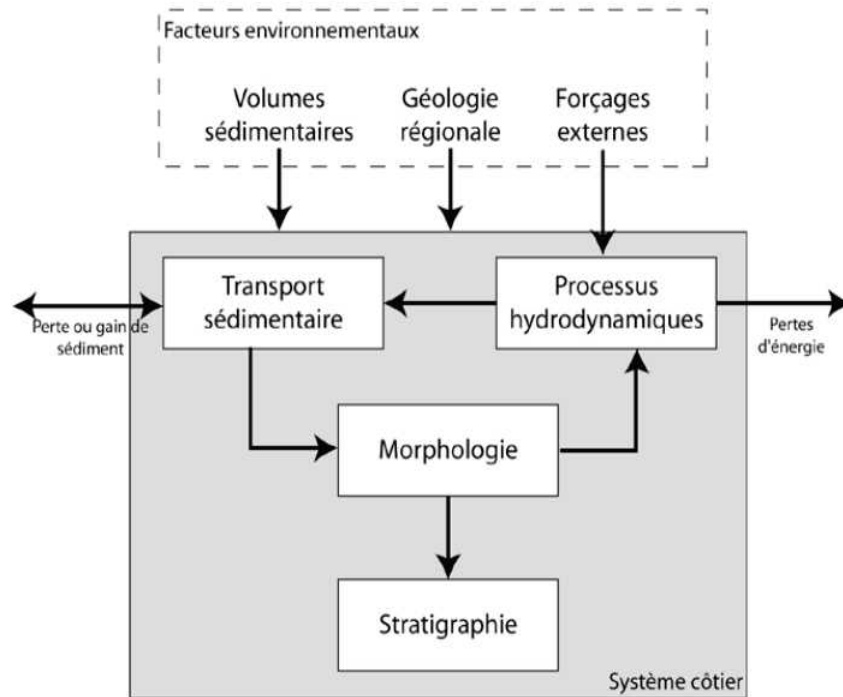 Facteurs environnementaux
Volumes
sédimentaires
Géologie
régionale
Forçages
externes
Transport
sédimentaire
Processus
hydrodynamiques
Perte ou gain de
sédiment
Pertes
d'énergie
Morphologie
Stratigraphie
Système côtier